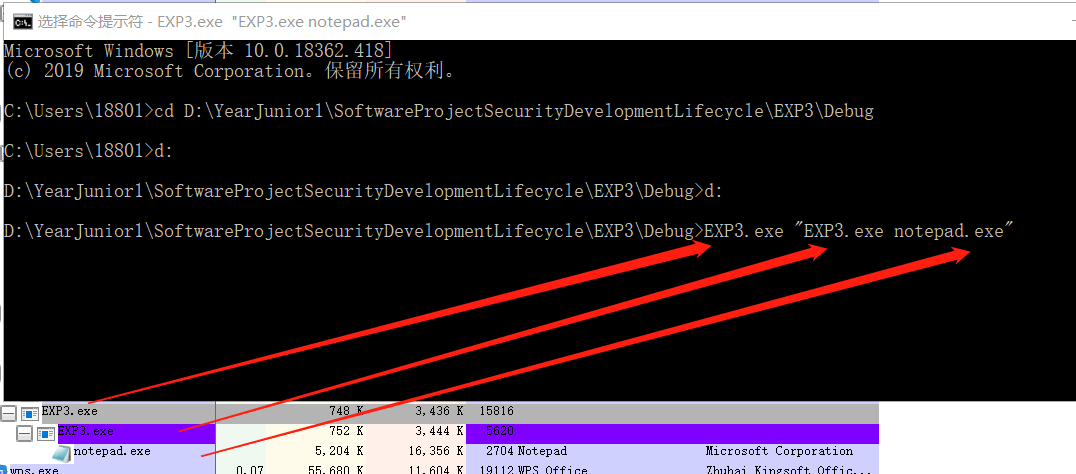 选择命令提示符 - EXP3.exe "EXP3.exe notepad.exe"
Microsoft Windows [版本 10.0.18362.418]
(c) 2019 Microsoft Corporation。保留所有权利。
C:\Users\18801>cd D:\YearJunior1\SoftwareProjectSecurityDevelopmentLifecycle\EXP3\Debug
C:\Users\18801>d:
D:\YearJunior1\SoftwareProjectSecurityDevelopmentLifecycle\EXP3\Debug>d:
D:\YearJunior1\SoftwareProjectSecurityDevelopmentLifecycle\EXP3\Debug>EXP3.exe "EXP3.exe notepad.exe"
EXP3.exe 748 K 3,436 K 15816
EXP3.exe 752 K 3,444 K 5620
notepad.exe 5,204 K 16,356 K 2704 Notepad Microsoft Corporation
wps.exe 0.07 55,680 K 11,604 K 19112 WPS Office Zhuhai Kingsoft Offic...